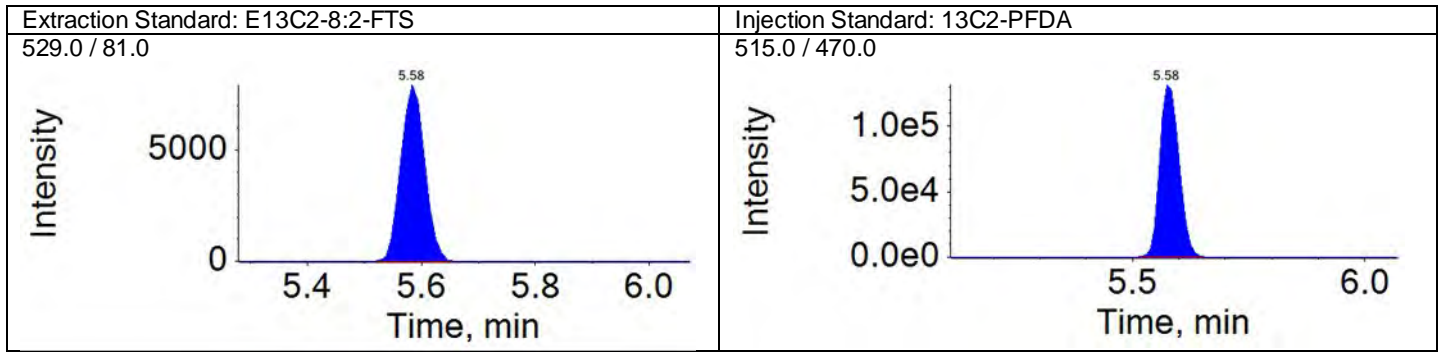 Extraction Standard: E13C2-8:2-FTS
529.0 / 81.0
5.58
Intensity
5000
0
5.4 5.6 5.8 6.0
Time, min
Injection Standard: 13C2-PFDA
515.0 / 470.0
5.58
Intensity
1.0e5
5.0e4
0.0e0
5.5 6.0
Time, min